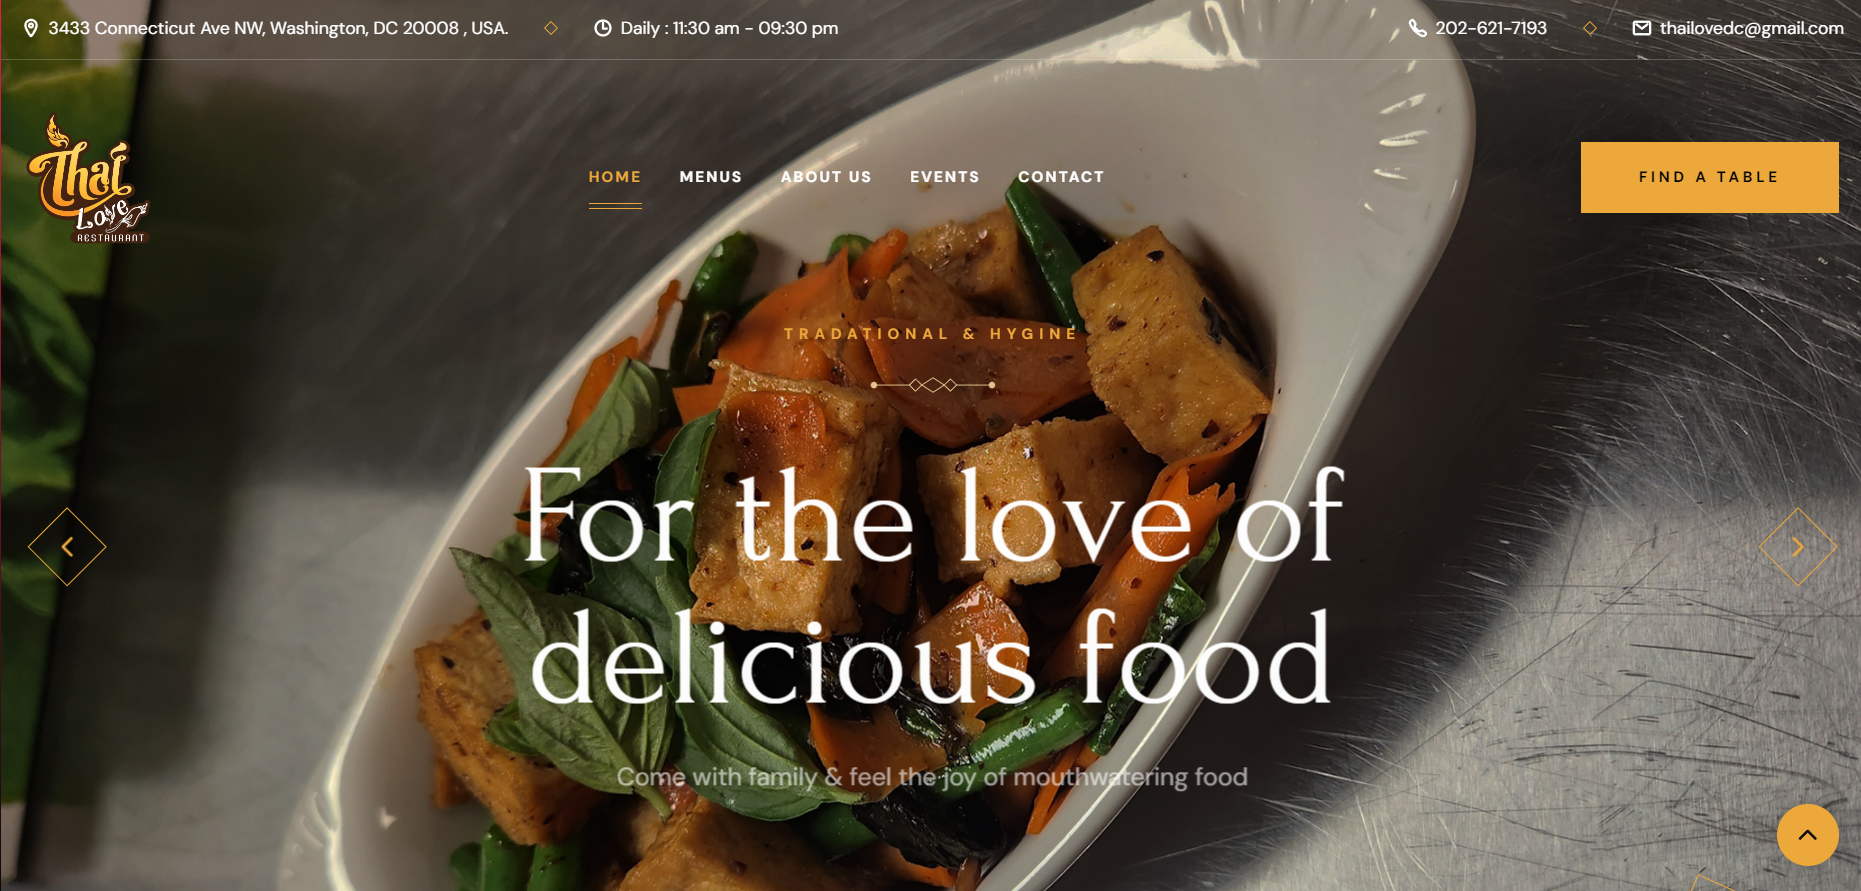 3433 Connecticut Ave NW, Washington, DC 20008 , USA.
Daily : 11:30 am - 09:30 pm
202-621-7193
thailovedc@gmail.com
Thai
Love
RESTAURANT
HOME
MENUS
ABOUT US
EVENTS
CONTACT
FIND A TABLE
TRADATIONAL & HYGINE
For the love of
delicious food
Come with family & feel the joy of mouthwatering food